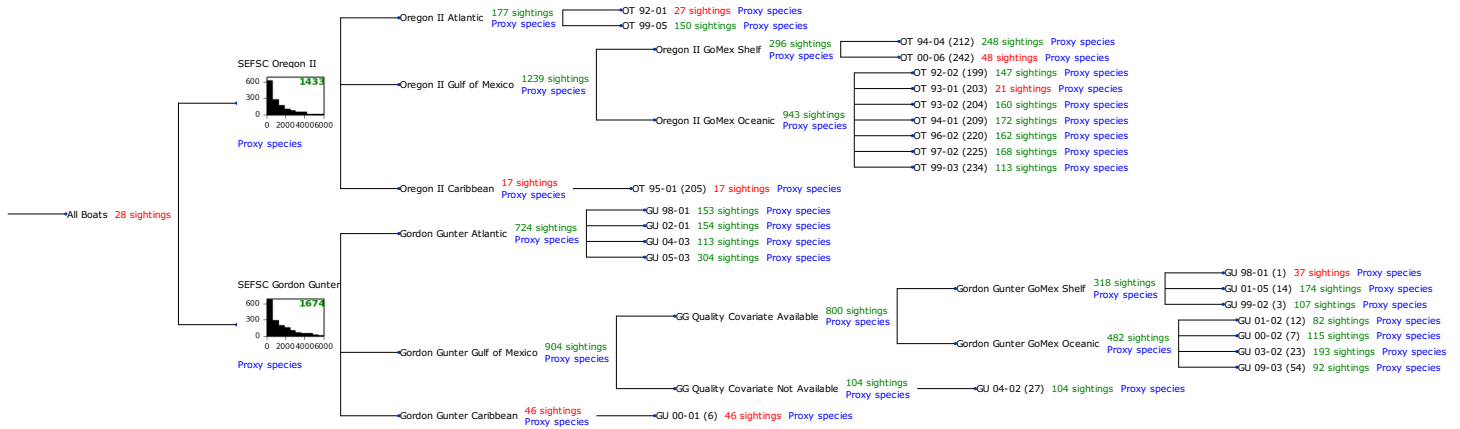 OT 92-01 27 sightings Proxy species
Oregon II Atlantic 177 sightings
Proxy species
OT 99-05 150 sightings Proxy species
OT 94-04 (212) 248 sightings Proxy species
Oregon II GoMex Shelf 296 sightings
Proxy species
OT 00-06 (242) 48 sightings Proxy species
SEFSC Oregon II
1433
600
300
0
0 2000 4000 6000
Proxy species
Oregon II Gulf of Mexico 1239 sightings
Proxy species
OT 92-02 (199) 147 sightings Proxy species
OT 93-01 (203) 21 sightings Proxy species
OT 93-02 (204) 160 sightings Proxy species
Oregon II GoMex Oceanic 943 sightings
Proxy species
OT 94-01 (209) 172 sightings Proxy species
OT 96-02 (220) 162 sightings Proxy species
OT 97-02 (225) 168 sightings Proxy species
OT 99-03 (234) 113 sightings Proxy species
Oregon II Caribbean 17 sightings
Proxy species
OT 95-01 (205) 17 sightings Proxy species
All Boats 28 sightings
GU 98-01 153 sightings Proxy species
GU 02-01 154 sightings Proxy species
Gordon Gunter Atlantic 724 sightings
Proxy species
GU 04-03 113 sightings Proxy species
GU 05-03 304 sightings Proxy species
SEFSC Gordon Gunter
1674
600
300
0
0 2000 4000 6000
Proxy species
GU 98-01 (1) 37 sightings Proxy species
Gordon Gunter GoMex Shelf 318 sightings
Proxy species
GU 01-05 (14) 174 sightings Proxy species
GU 99-02 (3) 107 sightings Proxy species
GG Quality Covariate Available 800 sightings
Proxy species
GU 01-02 (12) 82 sightings Proxy species
GU 00-02 (7) 115 sightings Proxy species
Gordon Gunter GoMex Oceanic 482 sightings
Proxy species
GU 03-02 (23) 193 sightings Proxy species
GU 09-03 (54) 92 sightings Proxy species
Gordon Gunter Gulf of Mexico 904 sightings
Proxy species
GG Quality Covariate Not Available 104 sightings
Proxy species
GU 04-02 (27) 104 sightings Proxy species
Gordon Gunter Caribbean 46 sightings
Proxy species
GU 00-01 (6) 46 sightings Proxy species